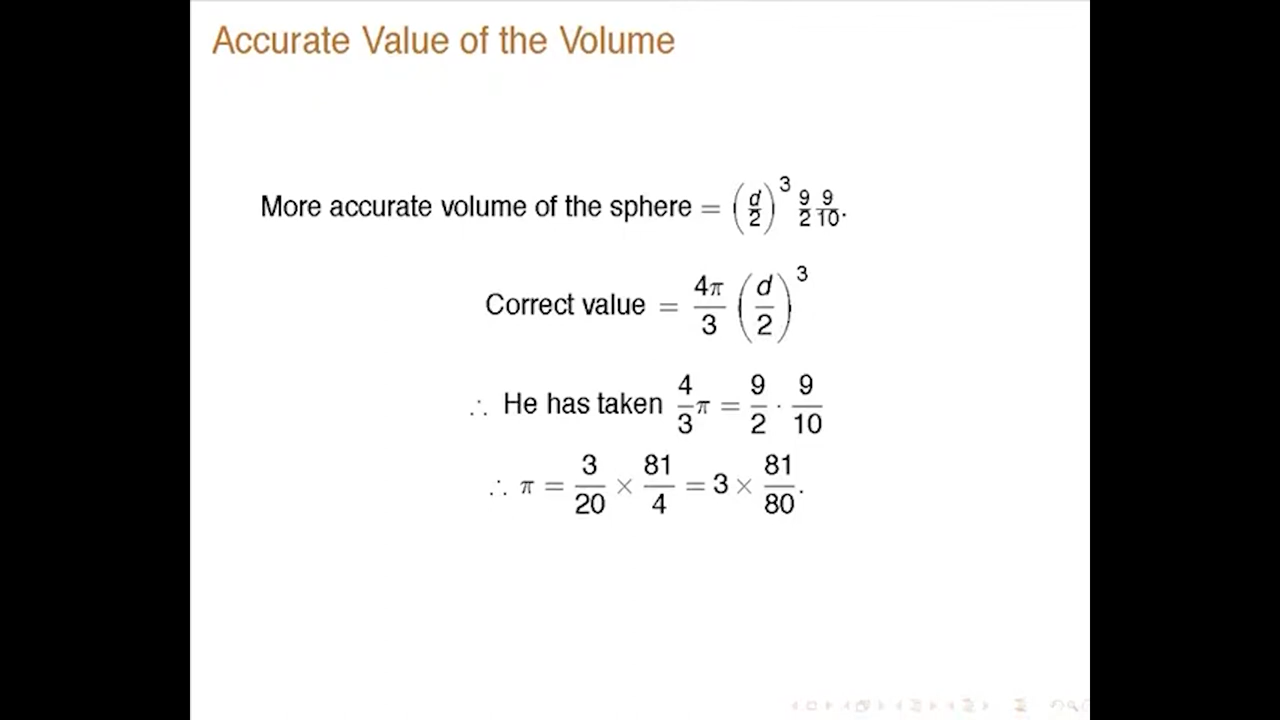 Accurate Value of the Volume
More accurate volume of the sphere = (d/2)³ 9/2 9/10.
Correct value = 4π/3 (d/2)³
∴ He has taken 4/3 π = 9/2 · 9/10
∴ π = 3/20 × 81/4 = 3 × 81/80.